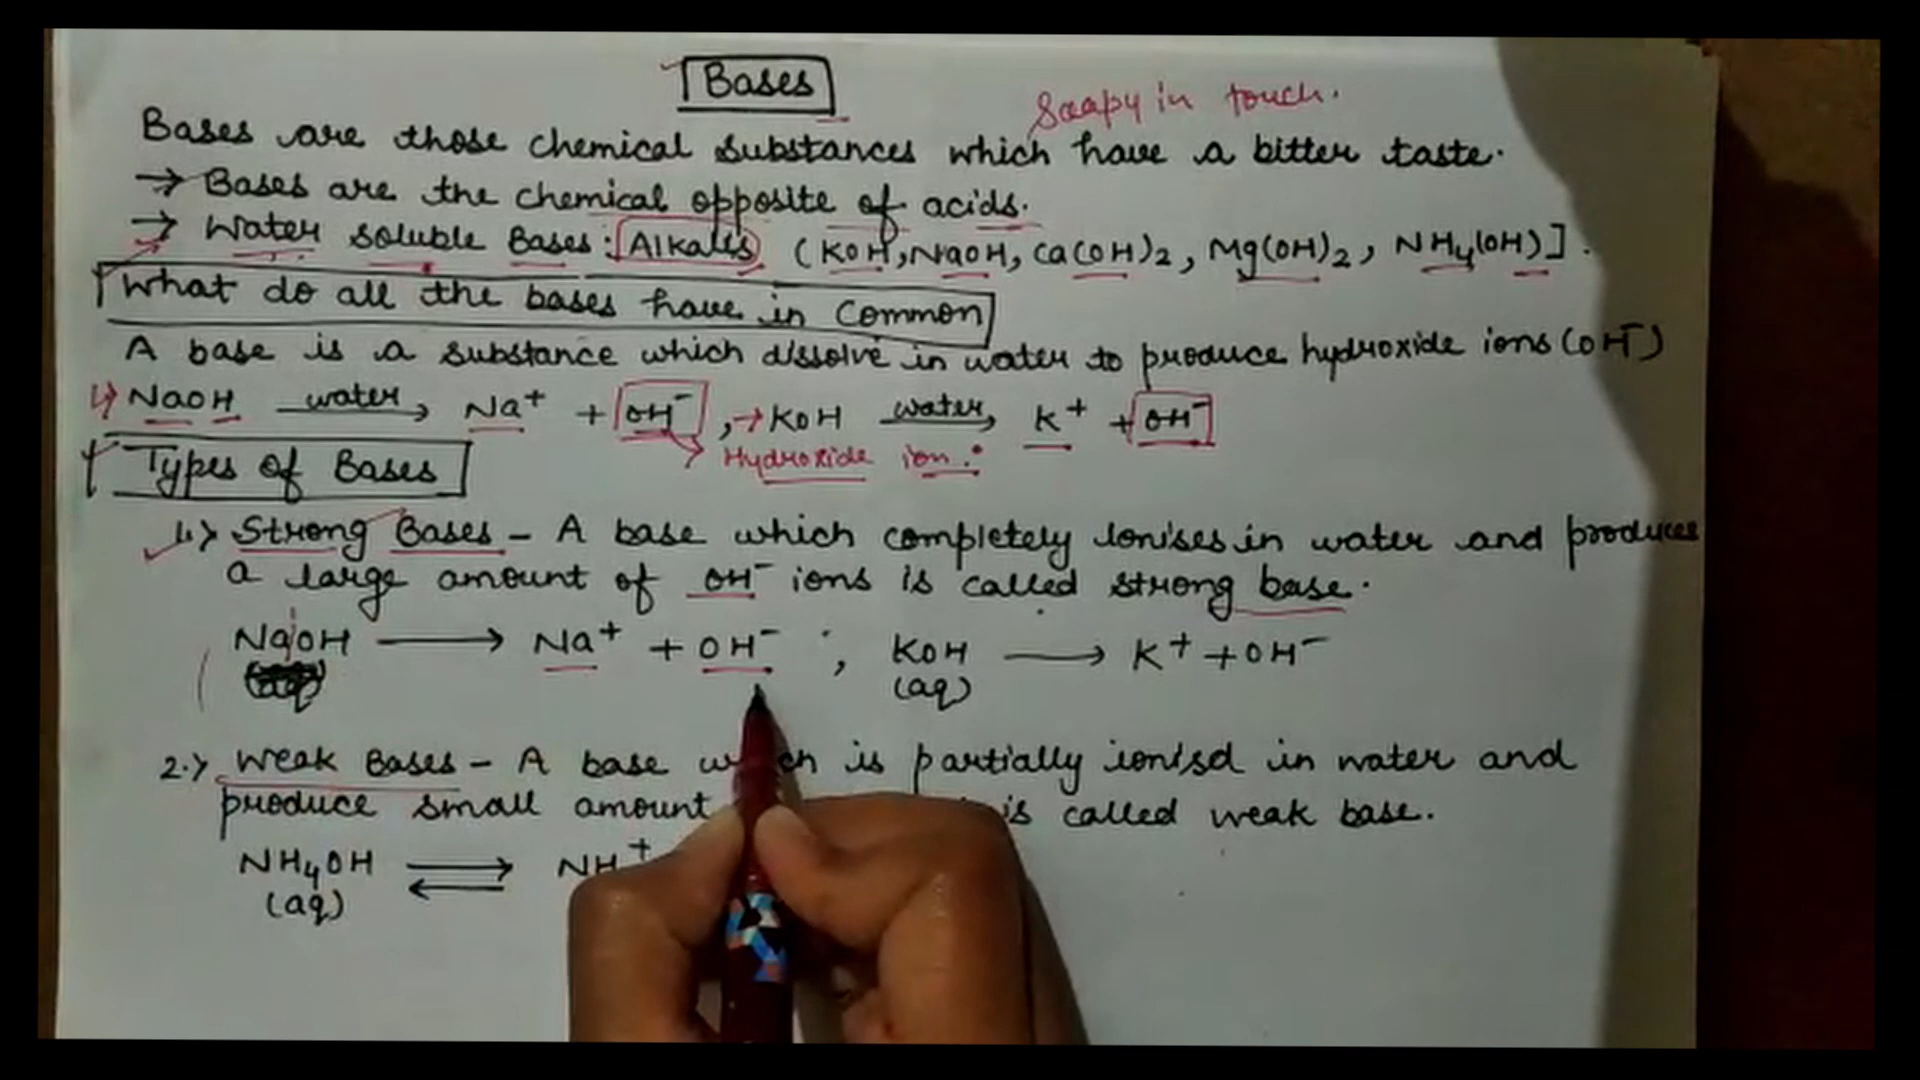 Bases
Soapy in touch.
Bases are those chemical substances which have a bitter taste.
→ Bases are the chemical opposite of acids.
→ Water soluble Bases : Alkalis (KOH, NaOH, Ca(OH)2, Mg(OH)2, NH4(OH)].
What do all the bases have in common
A base is a substance which dissolve in water to produce hydroxide ions (OH⁻)
↳ NaOH water→ Na⁺ + OH⁻ , → KOH water→ K⁺ + OH⁻
→ Hydroxide ion.
Types of Bases
1.> Strong Bases – A base which completely Ionises in water and produces
a large amount of OH⁻ ions is called strong base.
NaOH ⟶ Na⁺ + OH⁻ ; KOH ⟶ K⁺ + OH⁻
(aq) (aq)
2.> Weak Bases – A base is partially ionisd in water and
produce small amount is called weak base.
NH4OH ⇌ NH
(aq)